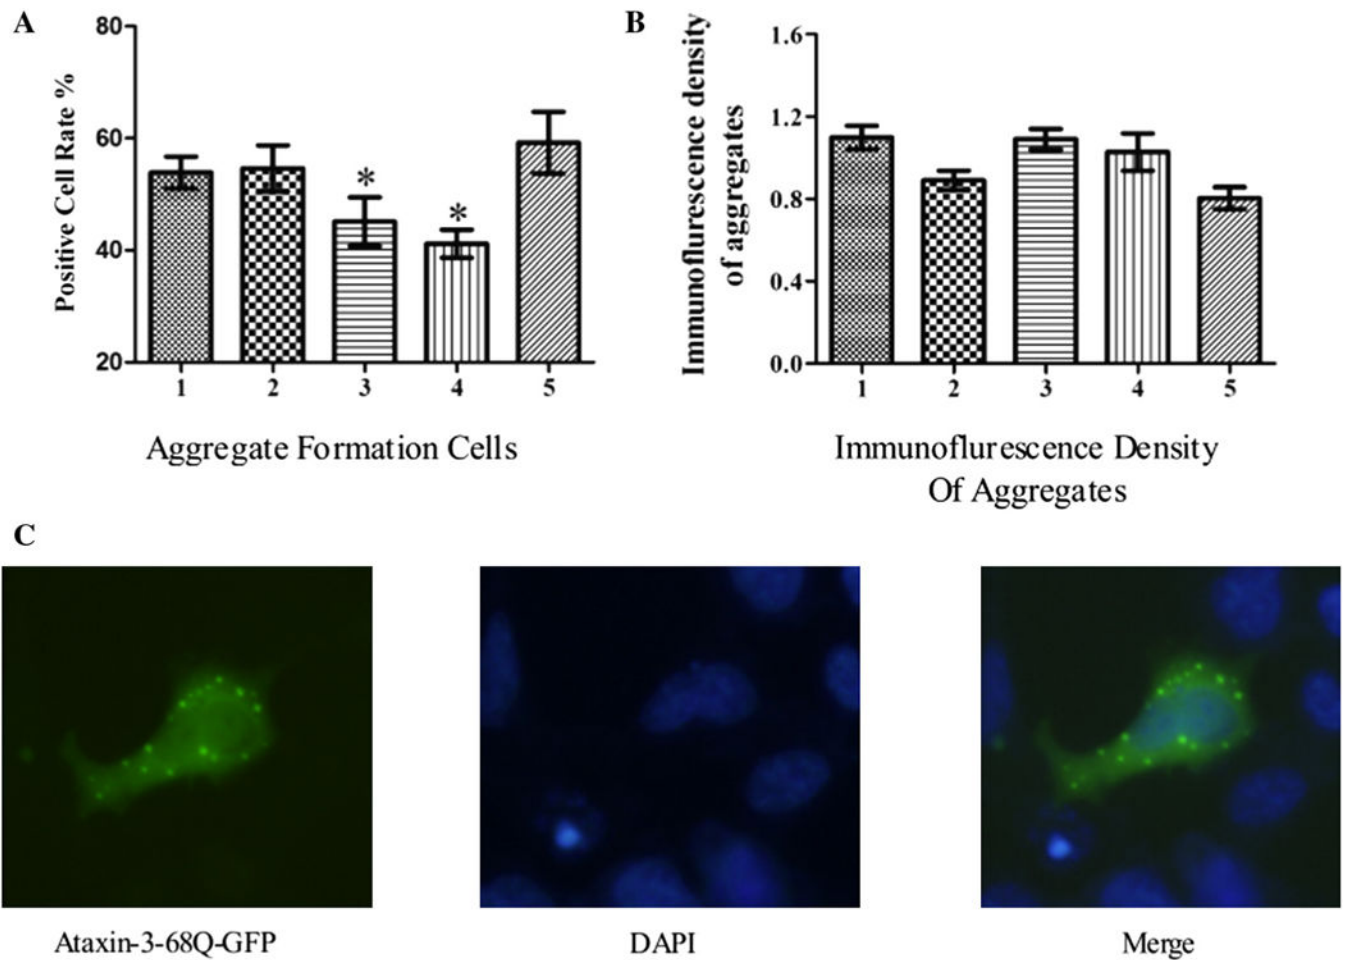 A
80
60
40
20
Positive Cell Rate %
*
*
1 2 3 4 5
Aggregate Formation Cells
B
1.6
1.2
0.8
0.4
0.0
Immunoflurescence density
of aggregates
1 2 3 4 5
Immunoflurescence Density
Of Aggregates
C
Ataxin-3-68Q-GFP
DAPI
Merge